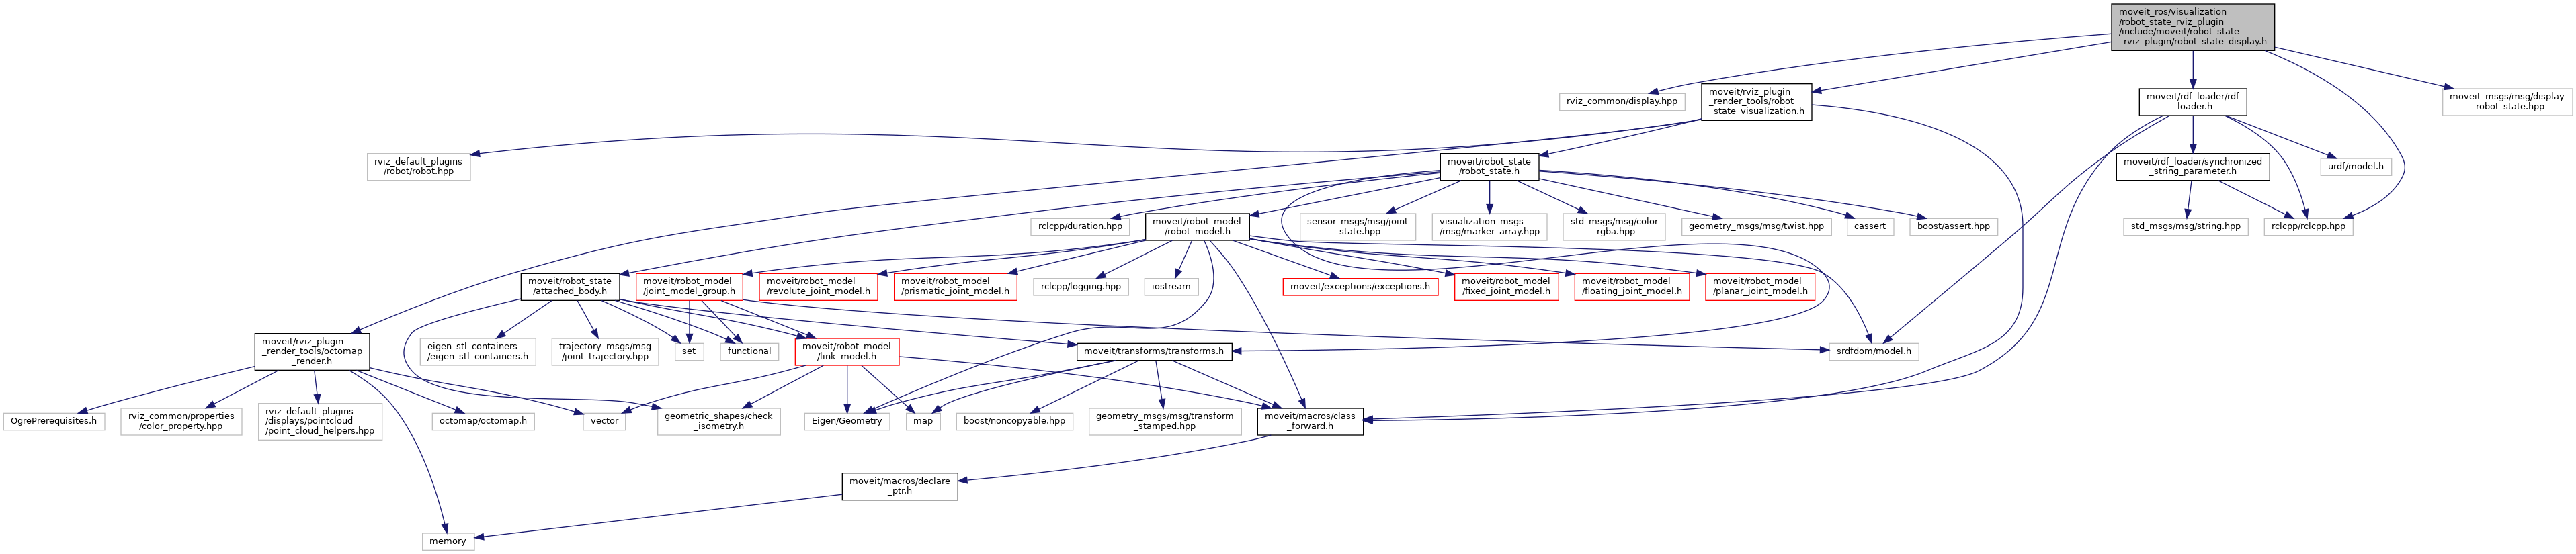 moveit_ros/visualization
/robot_state_rviz_plugin
/include/moveit/robot_state
_rviz_plugin/robot_state_display.h
rviz_common/display.hpp
moveit/rviz_plugin
_render_tools/robot
_state_visualization.h
moveit/rdf_loader/rdf
_loader.h
moveit_msgs/msg/display
_robot_state.hpp
rviz_default_plugins
/robot/robot.hpp
moveit/robot_state
/robot_state.h
moveit/rdf_loader/synchronized
_string_parameter.h
urdf/model.h
rclcpp/duration.hpp
moveit/robot_model
/robot_model.h
sensor_msgs/msg/joint
_state.hpp
visualization_msgs
/msg/marker_array.hpp
std_msgs/msg/color
_rgba.hpp
geometry_msgs/msg/twist.hpp
cassert
boost/assert.hpp
std_msgs/msg/string.hpp
rclcpp/rclcpp.hpp
moveit/robot_state
/attached_body.h
moveit/robot_model
/joint_model_group.h
moveit/robot_model
/revolute_joint_model.h
moveit/robot_model
/prismatic_joint_model.h
rclcpp/logging.hpp
iostream
moveit/exceptions/exceptions.h
moveit/robot_model
/fixed_joint_model.h
moveit/robot_model
/floating_joint_model.h
moveit/robot_model
/planar_joint_model.h
moveit/rviz_plugin
_render_tools/octomap
_render.h
eigen_stl_containers
/eigen_stl_containers.h
trajectory_msgs/msg
/joint_trajectory.hpp
set
functional
moveit/robot_model
/link_model.h
moveit/transforms/transforms.h
srdfdom/model.h
OgrePrerequisites.h
rviz_common/properties
/color_property.hpp
rviz_default_plugins
/displays/pointcloud
/point_cloud_helpers.hpp
octomap/octomap.h
vector
geometric_shapes/check
_isometry.h
Eigen/Geometry
map
boost/noncopyable.hpp
geometry_msgs/msg/transform
_stamped.hpp
moveit/macros/class
_forward.h
moveit/macros/declare
_ptr.h
memory